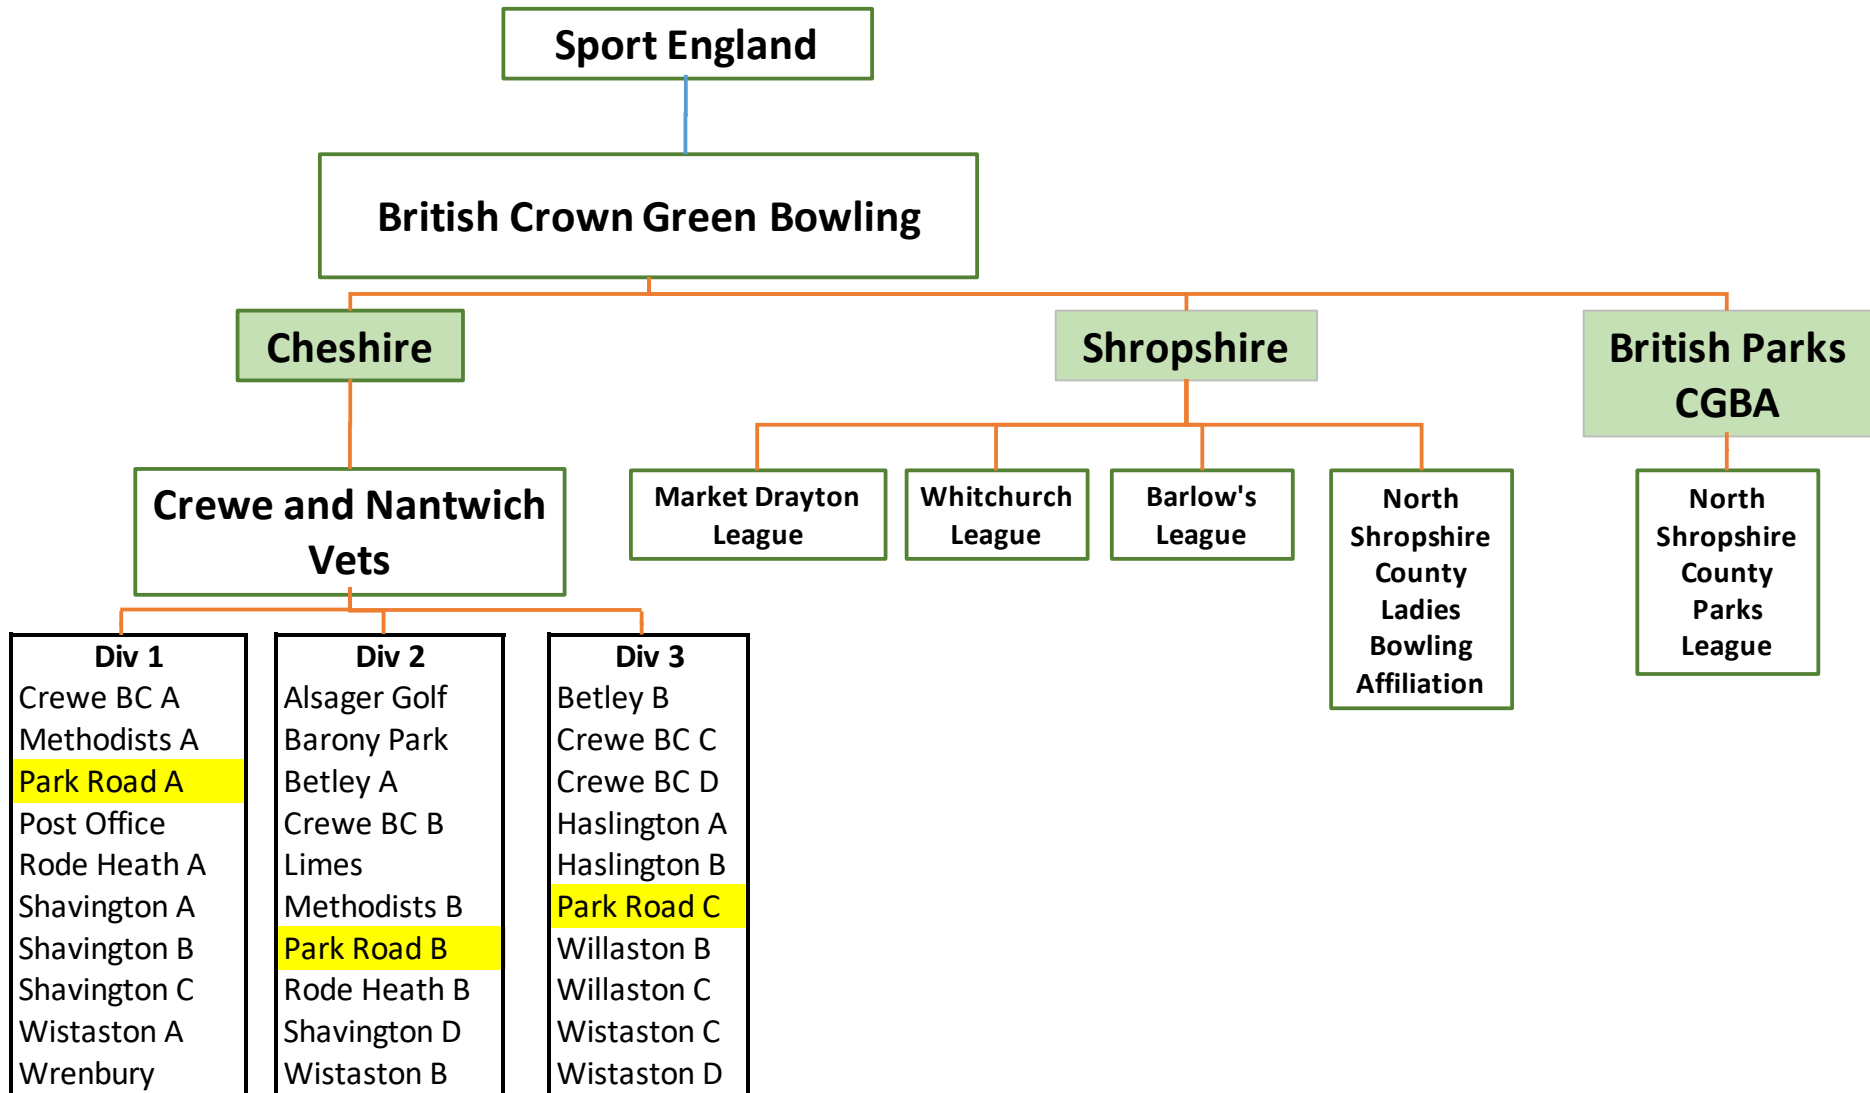 Sport England
British Crown Green Bowling
Cheshire
Shropshire
British Parks
CGBA
Crewe and Nantwich
Vets
Market Drayton
League
Whitchurch
League
Barlow's
League
North
Shropshire
County
Ladies
Bowling
Affiliation
North
Shropshire
County
Parks
League
Div 1
Crewe BC A
Methodists A
Park Road A
Post Office
Rode Heath A
Shavington A
Shavington B
Shavington C
Wistaston A
Wrenbury
Div 2
Alsager Golf
Barony Park
Betley A
Crewe BC B
Limes
Methodists B
Park Road B
Rode Heath B
Shavington D
Wistaston B
Div 3
Betley B
Crewe BC C
Crewe BC D
Haslington A
Haslington B
Park Road C
Willaston B
Willaston C
Wistaston C
Wistaston D